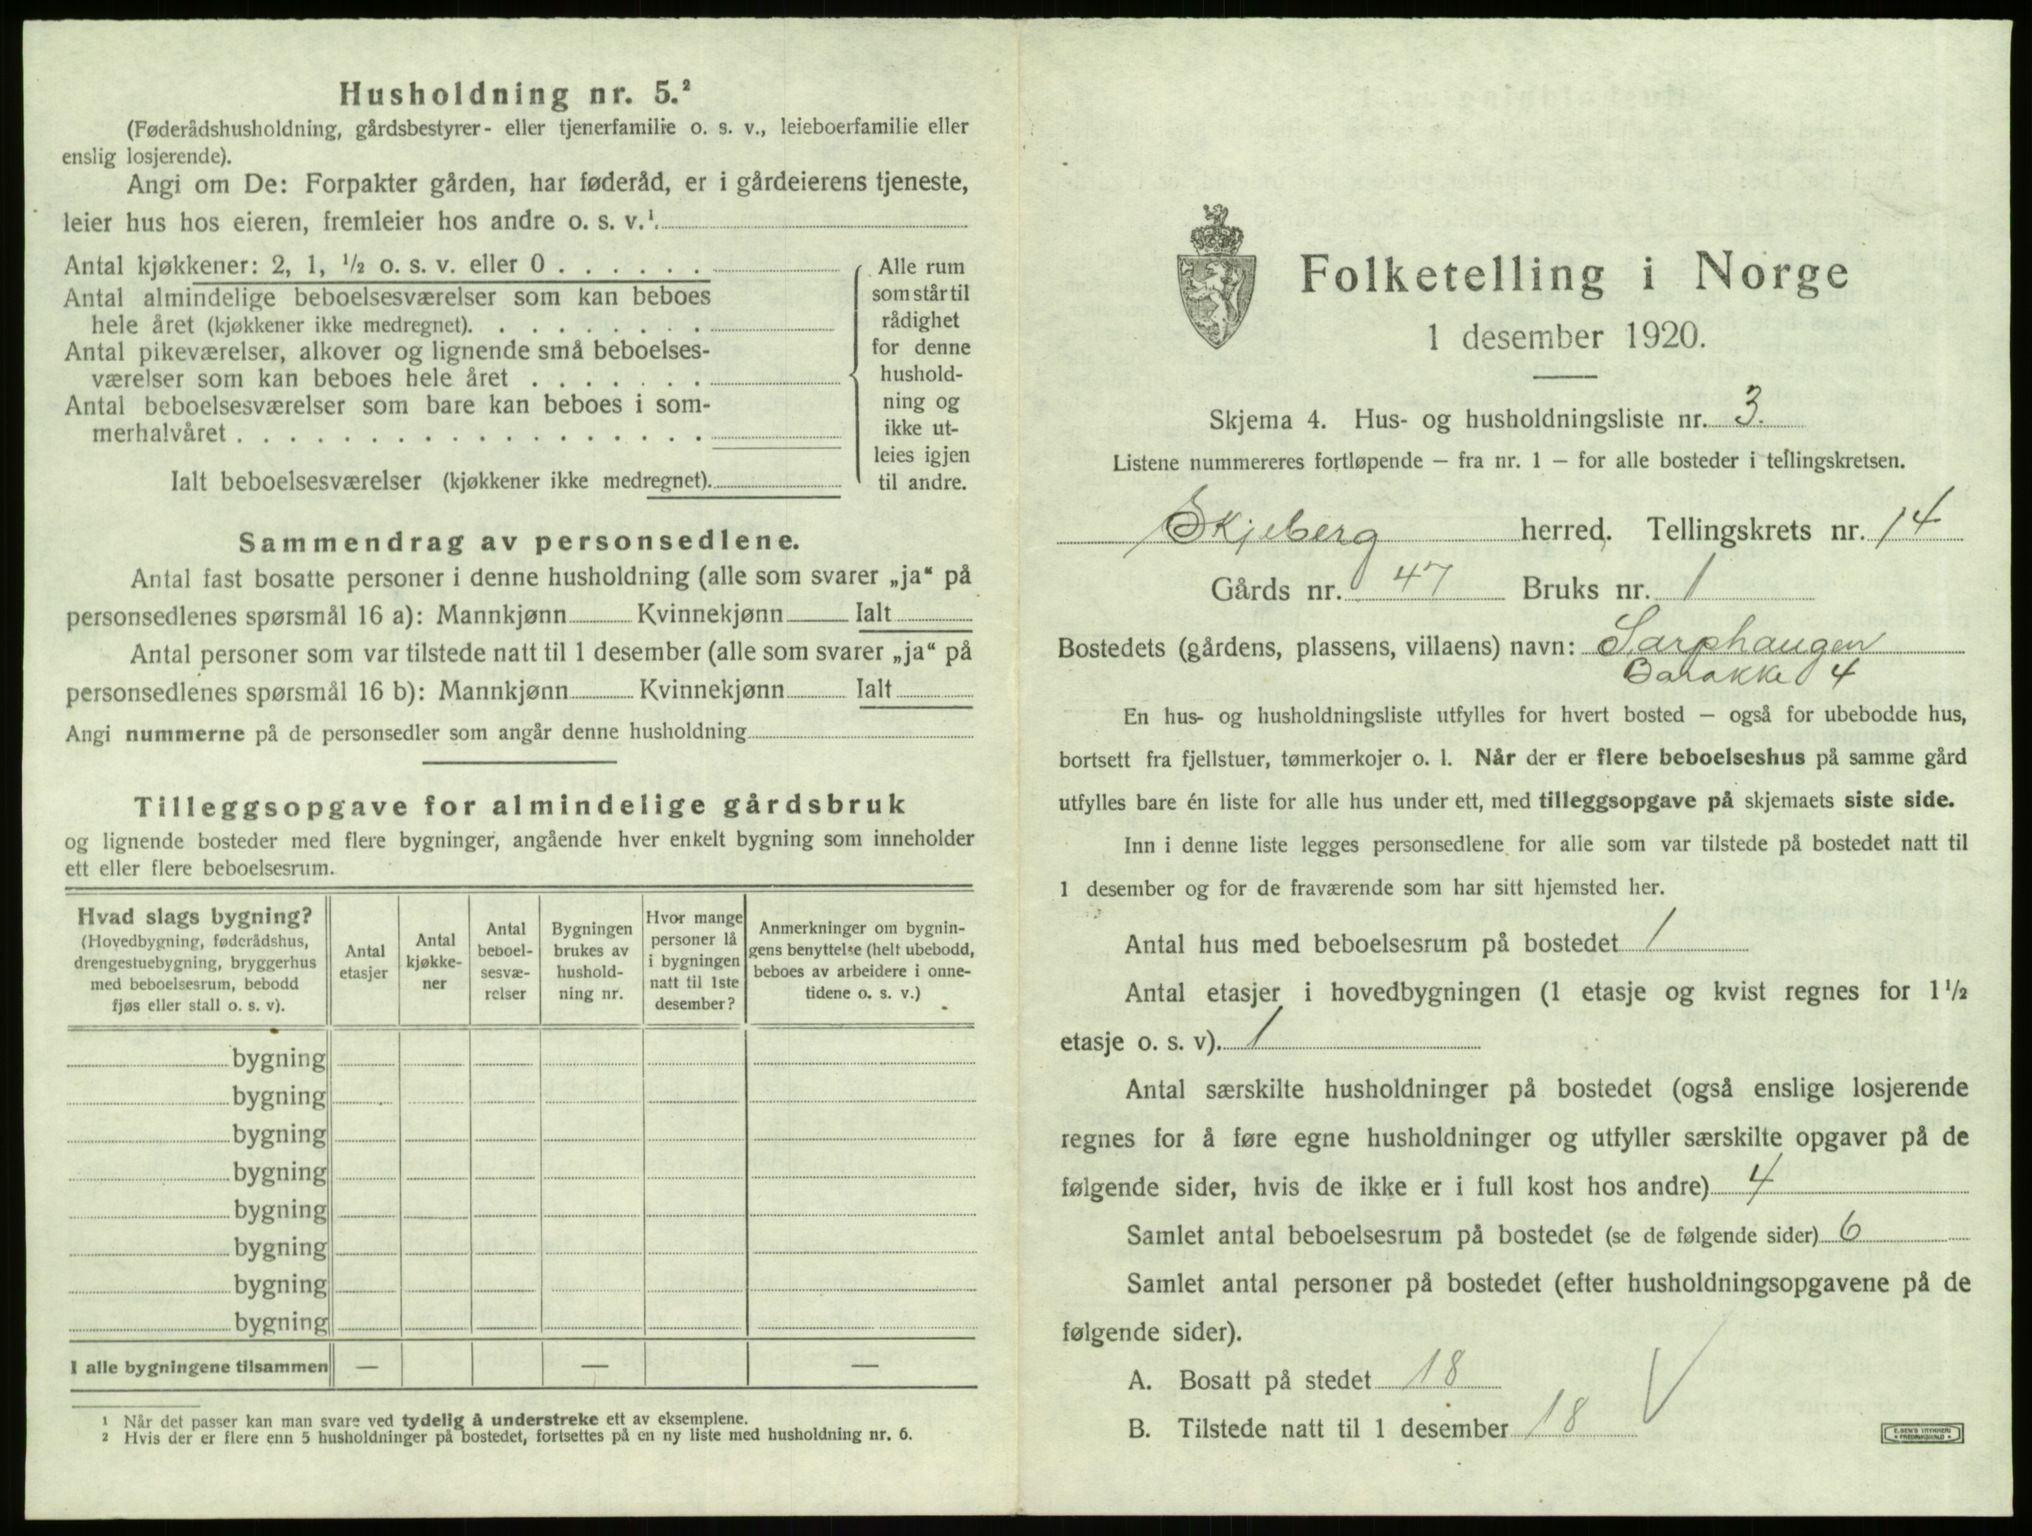 Husholdning nr. 5.²
(Føderådshusholdning, gårdsbestyrer- eller tjenerfamilie o. s. v., leieboerfamilie eller
enslig losjerende).
Angi om De: Forpakter gården, har føderåd, er i gårdeierens tjeneste,
leier hus hos eieren, fremleier hos andre o. s. v.¹
Antal kjøkkener: 2, 1, ½ o. s. v. eller 0 . . . . . .
Antal almindelige beboelsesværelser som kan beboes
hele året (kjøkkener ikke medregnet). . . . . . . . .
Antal pikeværelser, alkover og lignende små beboelses-
værelser som kan beboes hele året . . . . . . .
Antal beboelsesværelser som bare kan beboes i som-
merhalvåret . . . . . . . . . . . . . . . . . .
Ialt beboelsesværelser (kjøkkener ikke medregnet).
Alle rum
som står til
rådighet
for denne
hushold-
ning og
ikke ut-
leies igjen
til andre.
Sammendrag av personsedlene.
Antal fast bosatte personer i denne husholdning (alle som svarer „ja“ på
personsedlenes spørsmål 16 a): Mannkjønn Kvinnekjønn Ialt
Antal personer som var tilstede natt til 1 desember (alle som svarer „ja“ på
personsedlenes spørsmål 16 b): Mannkjønn Kvinnekjønn Ialt
Angi nummerne på de personsedler som angår denne husholdning
Tilleggsopgave for almindelige gårdsbruk
og lignende bosteder med flere bygninger, angående hver enkelt bygning som inneholder
ett eller flere beboelsesrum.
Hvad slags bygning?
(Hovedbygning, føderådshus,
drengestuebygning, bryggerhus
med beboelsesrum, bebodd
fjøs eller stall o. s. v).
Antal
etasjer
Antal
kjøkke-
ner
Antal
beboel-
sesvæ-
relser
Bygningen
brukes av
hushold-
ning nr.
Hvor mange
personer lå
i bygningen
natt til 1ste
desember?
Anmerkninger om bygnin-
gens benyttelse (helt ubebodd,
beboes av arbeidere i onne-
tidene o. s. v.)
bygning
bygning
bygning
bygning
bygning
bygning
bygning
bygning
I alle bygningene tilsammen — — —
¹ Når det passer kan man svare ved tydelig å understreke ett av eksemplene.
² Hvis der er flere enn 5 husholdninger på bostedet, fortsettes på en ny liste med husholdning nr. 6.
Folketelling i Norge
1 desember 1920.
Skjema 4. Hus- og husholdningsliste nr. 3.
Listene nummereres fortløpende — fra nr. 1 — for alle bosteder i tellingskretsen.
Skjeberg herred. Tellingskrets nr. 14
Gårds nr. 47 Bruks nr. 1
Bostedets (gårdens, plassens, villaens) navn: Sarphaugen
Barakke 4
En hus- og husholdningsliste utfylles for hvert bosted — også for ubebodde hus,
bortsett fra fjellstuer, tømmerkojer o. l. Når der er flere beboelseshus på samme gård
utfylles bare én liste for alle hus under ett, med tilleggsopgave på skjemaets siste side.
Inn i denne liste legges personsedlene for alle som var tilstede på bostedet natt til
1 desember og for de fraværende som har sitt hjemsted her.
Antal hus med beboelsesrum på bostedet 1
Antal etasjer i hovedbygningen (1 etasje og kvist regnes for 1½
etasje o. s. v). 1
Antal særskilte husholdninger på bostedet (også enslige losjerende
regnes for å føre egne husholdninger og utfyller særskilte opgaver på de
følgende sider, hvis de ikke er i full kost hos andre) 4
Samlet antal beboelsesrum på bostedet (se de følgende sider) 6
Samlet antal personer på bostedet (efter husholdningsopgavene på de
følgende sider).
A. Bosatt på stedet 18
B. Tilstede natt til 1 desember 18